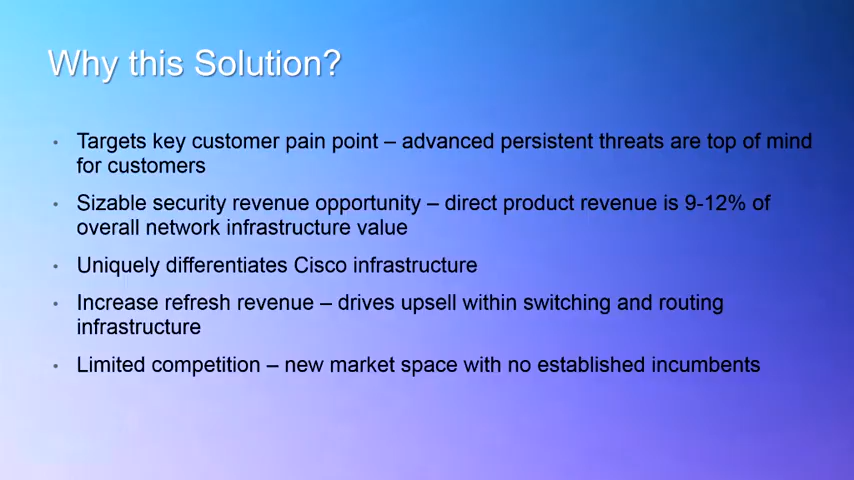 Why this Solution?
• Targets key customer pain point – advanced persistent threats are top of mind
for customers
• Sizable security revenue opportunity – direct product revenue is 9-12% of
overall network infrastructure value
• Uniquely differentiates Cisco infrastructure
• Increase refresh revenue – drives upsell within switching and routing
infrastructure
• Limited competition – new market space with no established incumbents